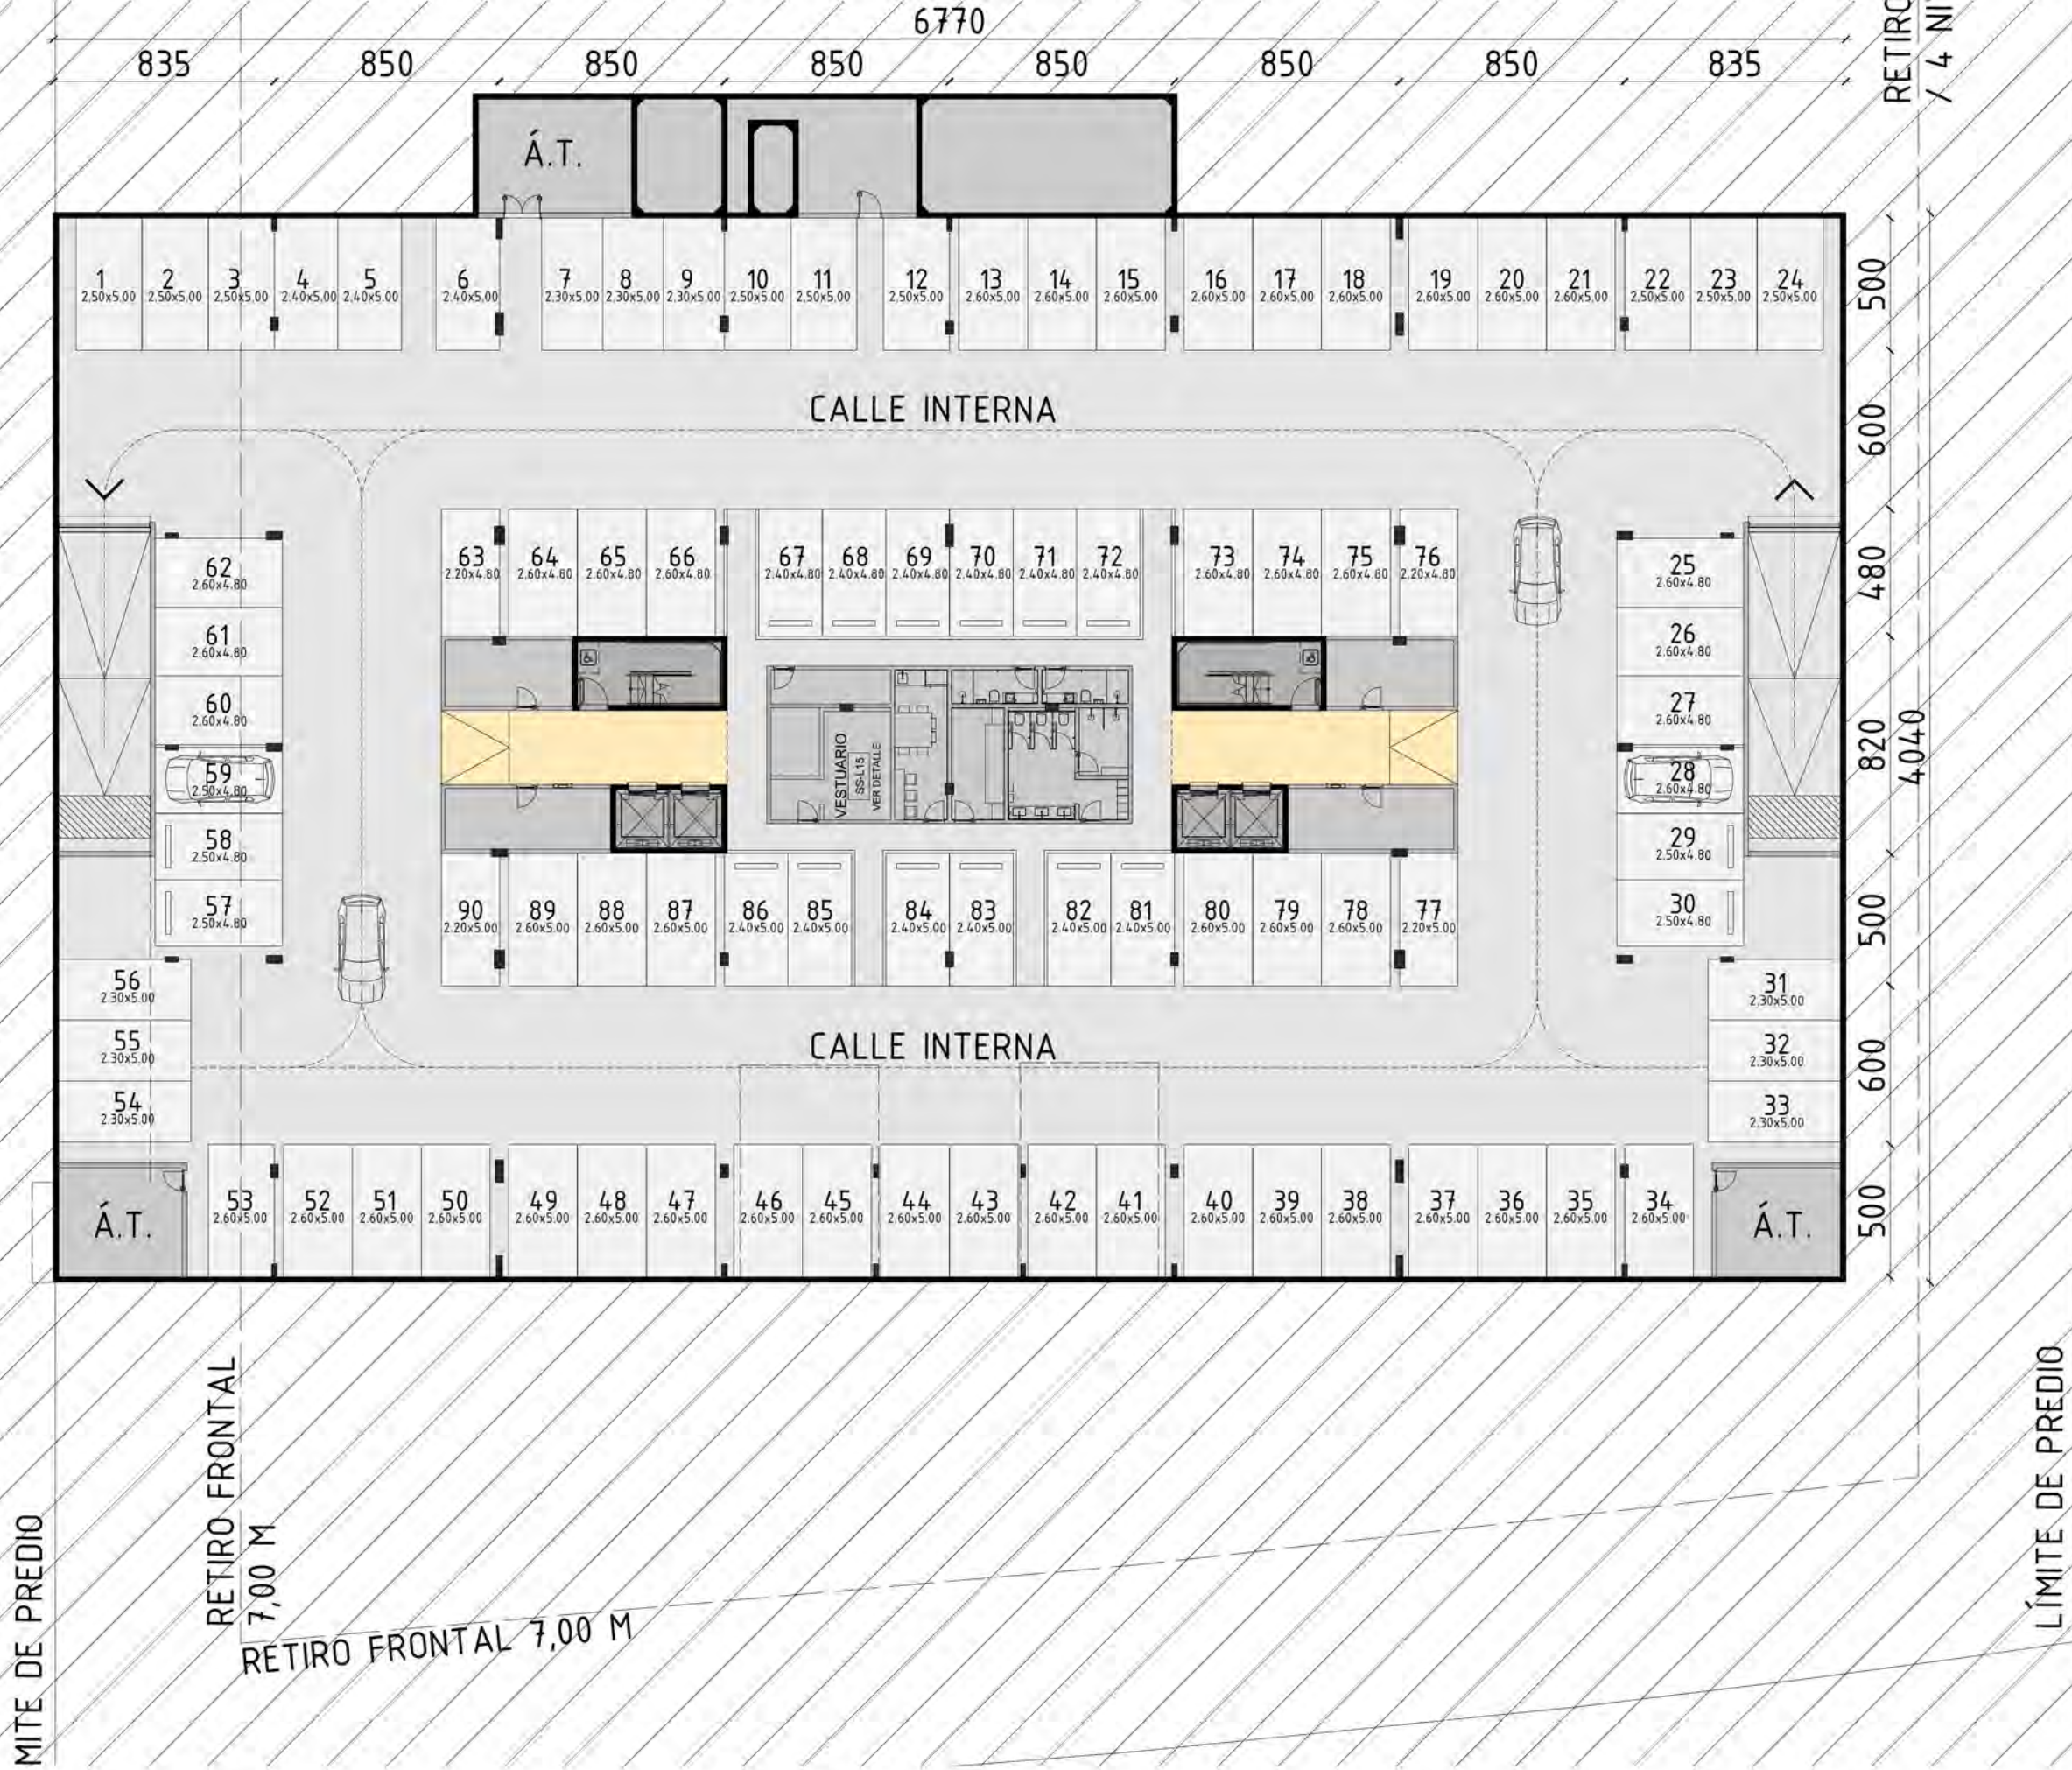 6770
835 850 850 850 850 850 850 835
RETIRO
/ 4 NI
Á.T.
1 2 3 4 5 6 7 8 9 10 11 12 13 14 15 16 17 18 19 20 21 22 23 24
2.50x5.00 2.50x5.00 2.50x5.00 2.40x5.00 2.40x5.00 2.40x5.00 2.30x5.00 2.30x5.00 2.30x5.00 2.50x5.00 2.50x5.00 2.50x5.00 2.60x5.00 2.60x5.00 2.60x5.00 2.60x5.00 2.60x5.00 2.60x5.00 2.60x5.00 2.60x5.00 2.60x5.00 2.50x5.00 2.50x5.00 2.50x5.00
500
CALLE INTERNA
600
62
2.60x4.80
61
2.60x4.80
60
2.60x4.80
59
2.50x4.80
58
2.50x4.80
57
2.50x4.80
63 64 65 66 67 68 69 70 71 72 73 74 75 76
2.20x4.80 2.60x4.80 2.60x4.80 2.60x4.80 2.40x4.80 2.40x4.80 2.40x4.80 2.40x4.80 2.40x4.80 2.40x4.80 2.60x4.80 2.60x4.80 2.60x4.80 2.20x4.80
25
2.60x4.80
26
2.60x4.80
27
2.60x4.80
28
2.60x4.80
29
2.50x4.80
30
2.50x4.80
480
820
4040
VESTUARIO
SS-L15
VER DETALLE
90 89 88 87 86 85 84 83 82 81 80 79 78 77
2.20x5.00 2.60x5.00 2.60x5.00 2.60x5.00 2.40x5.00 2.40x5.00 2.40x5.00 2.40x5.00 2.40x5.00 2.40x5.00 2.60x5.00 2.60x5.00 2.60x5.00 2.20x5.00
500
56
2.30x5.00
55
2.30x5.00
54
2.30x5.00
CALLE INTERNA
31
2.30x5.00
32
2.30x5.00
33
2.30x5.00
600
Á.T.
53 52 51 50 49 48 47 46 45 44 43 42 41 40 39 38 37 36 35 34
2.60x5.00 2.60x5.00 2.60x5.00 2.60x5.00 2.60x5.00 2.60x5.00 2.60x5.00 2.60x5.00 2.60x5.00 2.60x5.00 2.60x5.00 2.60x5.00 2.60x5.00 2.60x5.00 2.60x5.00 2.60x5.00 2.60x5.00 2.60x5.00 2.60x5.00 2.60x5.00
Á.T.
500
MITE DE PREDIO
RETIRO FRONTAL
7,00 M
RETIRO FRONTAL 7,00 M
LÍMITE DE PREDIO